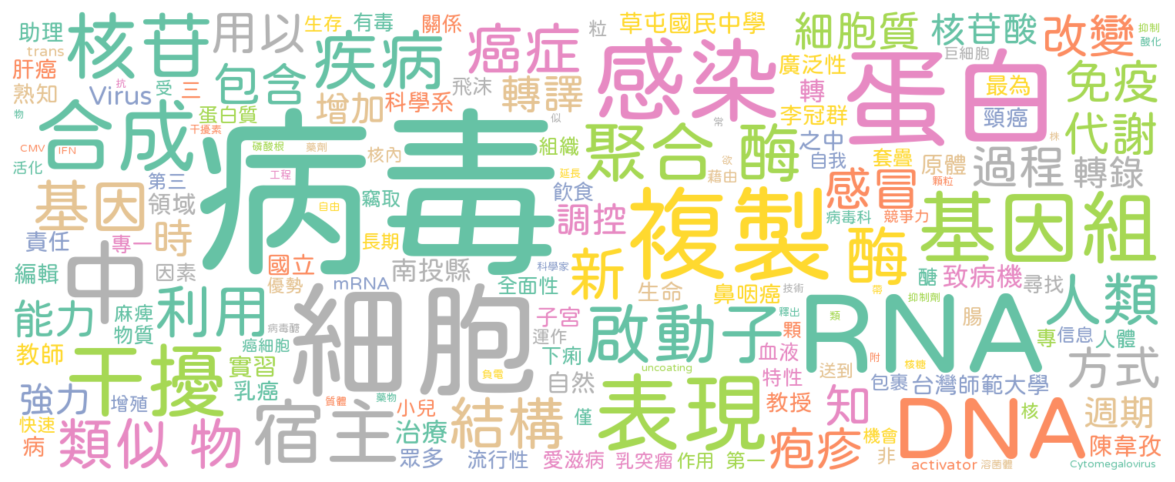 助理
trans
核苷
用以
生存
有毒
關係
粒
草屯國民中學
細胞質
核苷酸
改變
抑制
酸化
巨細胞
肝癌
抗
受
三
疾病
癌症
感染
蛋白
廣泛性
最為
免疫
熟知
Virus
包含
增加
科學系
飛沫
轉譯
轉
李冠群
頸癌
物
蛋白質
似
常
合成
病毒
干擾素
磷酸根
藥劑
核內
組織
聚合
酶
之中
自我
套疊
原體
代謝
CMV
IFN
活化
工程
延長
欲
藉由
過程
轉錄
株
第三
領域
基因
竊取
飲食
複製
感冒
顆粒
病毒科
競爭力
基因組
自由
責任
專一
時
長期
調控
酶
中
國立
優勢
因素
編輯
南投縣
科學家
全面性
新
生命
鼻咽癌
技術
菌
抑制劑
醣
致病機
尋找
人類
mRNA
能力
麻痺
物質
利用
細胞
子宮
運作
下痢
啟動子
釋出
顆
類
RNA
腸
專
信息
人體
教師
病毒醣
癌細胞
干擾
實習
乳癌
uncoating
血液
特性
送到
附
核糖
方式
自然
負電
質體
藥物
強力
增殖
小兒
包裹
台灣師範大學
教授
宿主
結構
僅
表現
知
核
DNA
週期
快速
病
類似
物
治療
眾多
流行性
愛滋病
乳突瘤
作用
第一
疱疹
機會
非
activator
溶菌體
陳韋孜
Cytomegalovirus